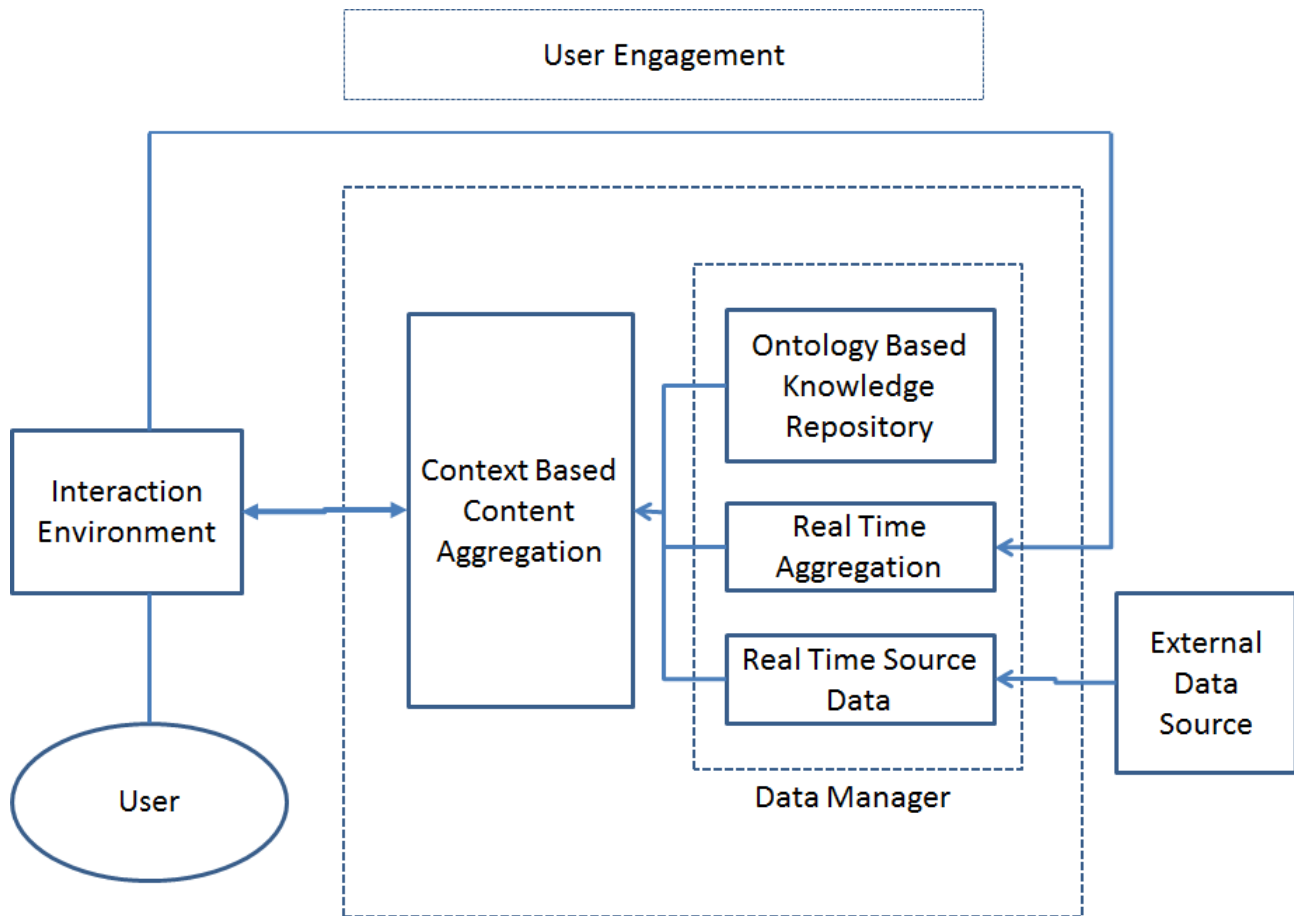 User Engagement
Ontology Based
Knowledge
Repository
Context Based
Content
Aggregation
Interaction
Environment
Real Time
Aggregation
Real Time Source
Data
External
Data
Source
Data Manager
User